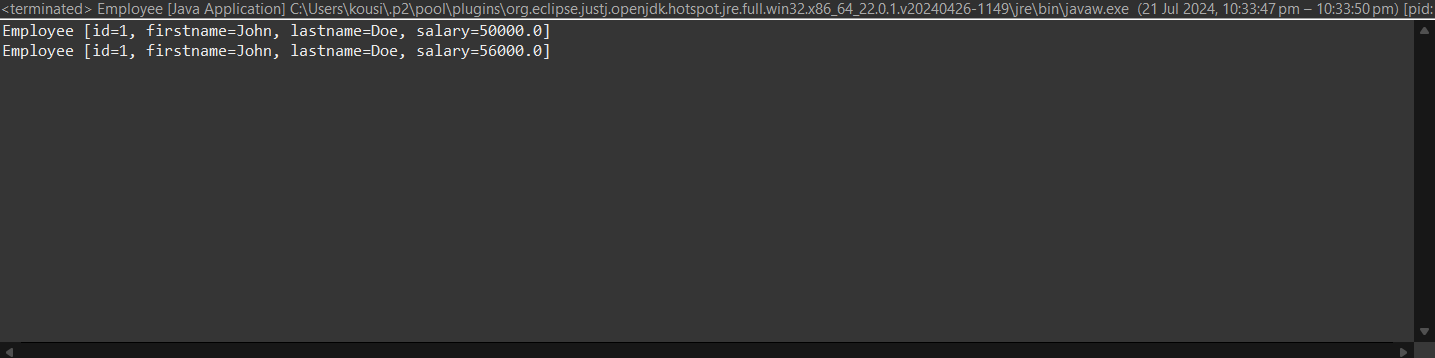 <terminated> Employee [Java Application] C:\Users\kousi\.p2\pool\plugins\org.eclipse.justj.openjdk.hotspot.jre.full.win32.x86_64_22.0.1.v20240426-1149\jre\bin\javaw.exe (21 Jul 2024, 10:33:47 pm – 10:33:50 pm) [pid:
Employee [id=1, firstname=John, lastname=Doe, salary=50000.0]
Employee [id=1, firstname=John, lastname=Doe, salary=56000.0]